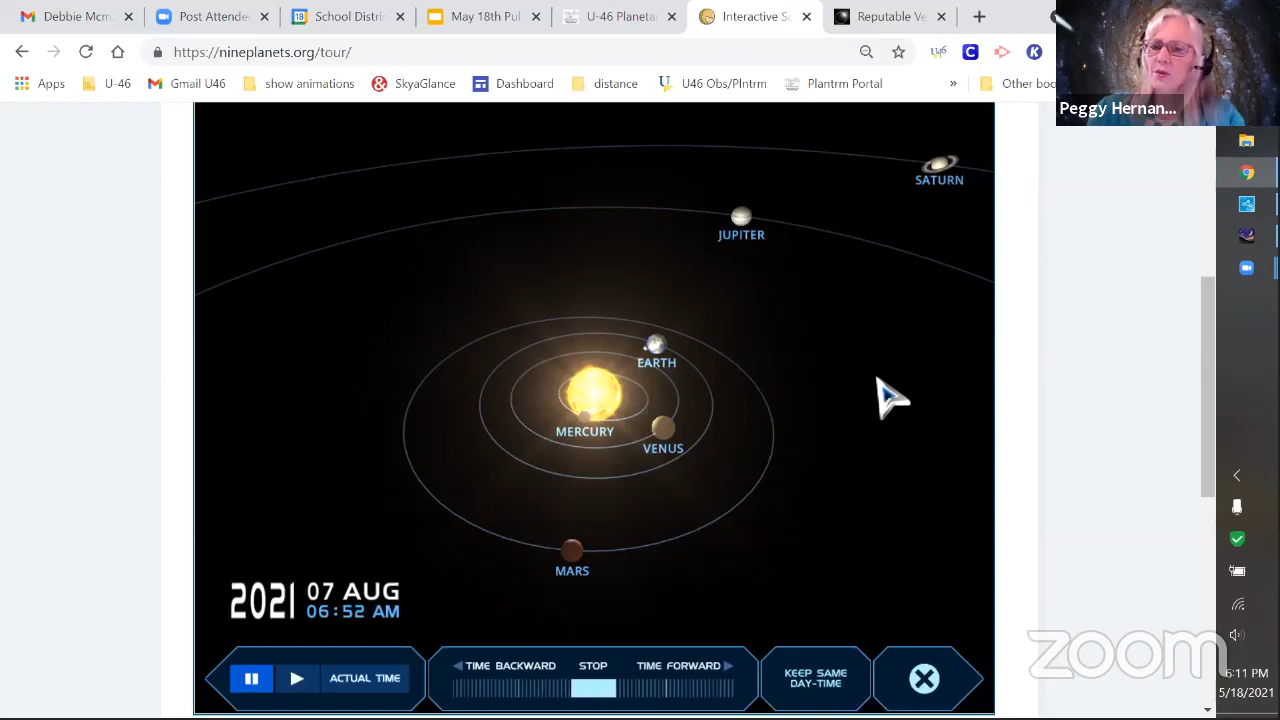 Debbie Mcm
Post Attende
School Distri
May 18th Pul
U-46 Planeta
Interactive So
Reputable Ve
https://nineplanets.org/tour/
U46
C
K
Apps
U-46
Gmail U46
show animation
SkyaGlance
Dashboard
distance
U46 Obs/Plntrm
Plantrm Portal
»
Other boo
Peggy Hernan...
SATURN
JUPITER
EARTH
MERCURY
VENUS
MARS
2021 07 AUG
06:52 AM
ACTUAL TIME
TIME BACKWARD
STOP
TIME FORWARD
KEEP SAME
DAY-TIME
zoom
6:11 PM
5/18/2021